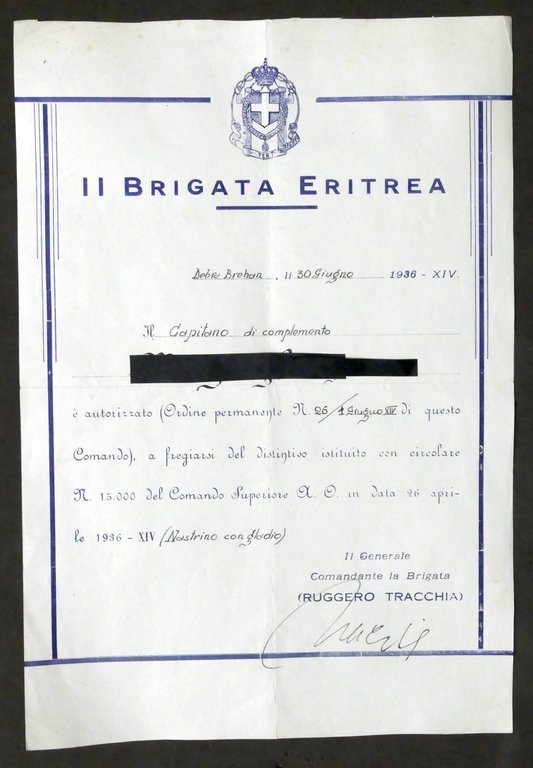 FERT
II BRIGATA ERITREA
Debra Brehan, li 30 Giugno 1936 - XIV.
Il Capitano di complemento
è autorizzato (Ordine permanente N. 26/1 Giugno XIV di questo
Comando), a fregiarsi del distintivo istituito con circolare
N. 15.000 del Comando Superiore A. O. in data 26 apri-
le 1936 - XIV (Nastrino con gladio)
Il Generale
Comandante la Brigata
(RUGGERO TRACCHIA)